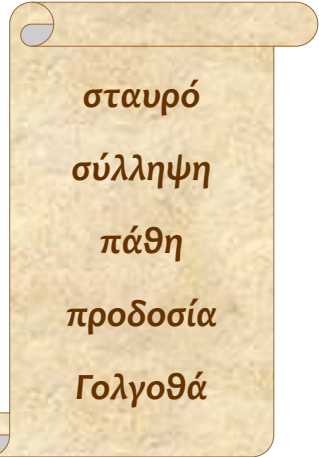 σταυρό
σύλληψη
πάθη
προδοσία
Γολγοθά